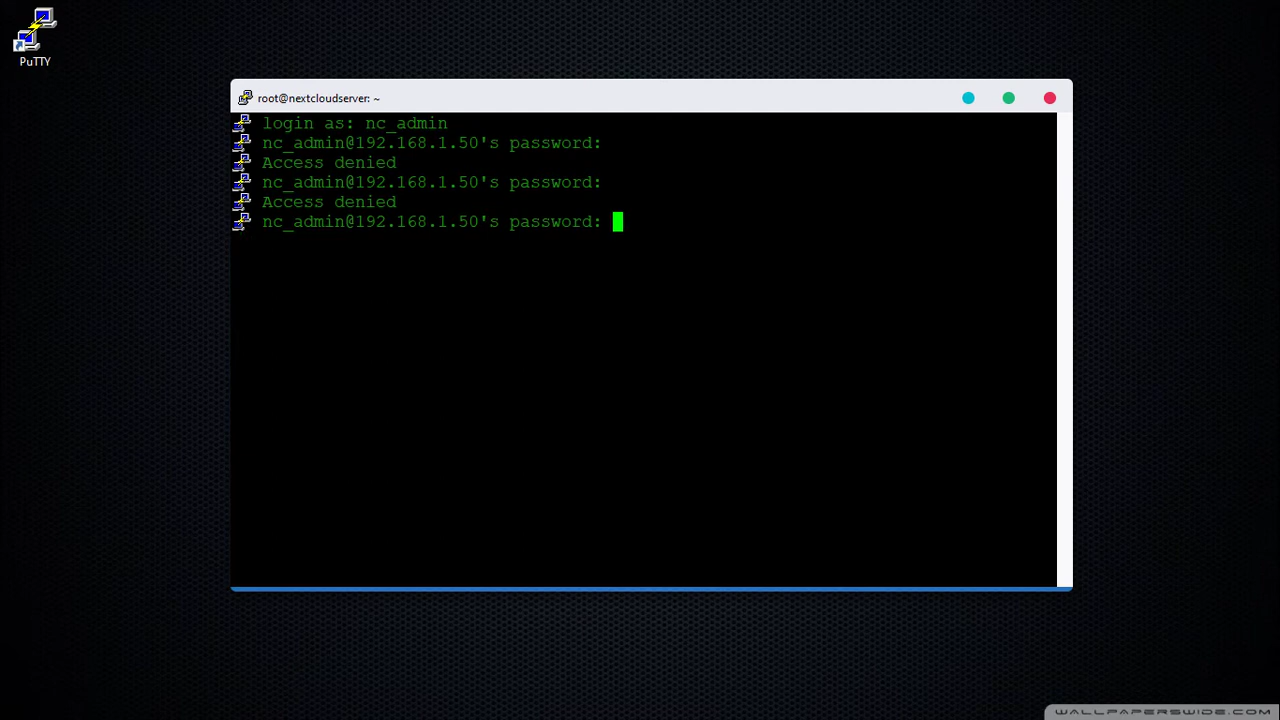 PuTTY
root@nextcloudserver: ~
login as: nc_admin
nc_admin@192.168.1.50's password:
Access denied
nc_admin@192.168.1.50's password:
Access denied
nc_admin@192.168.1.50's password:
WALLPAPERSWIDE.COM